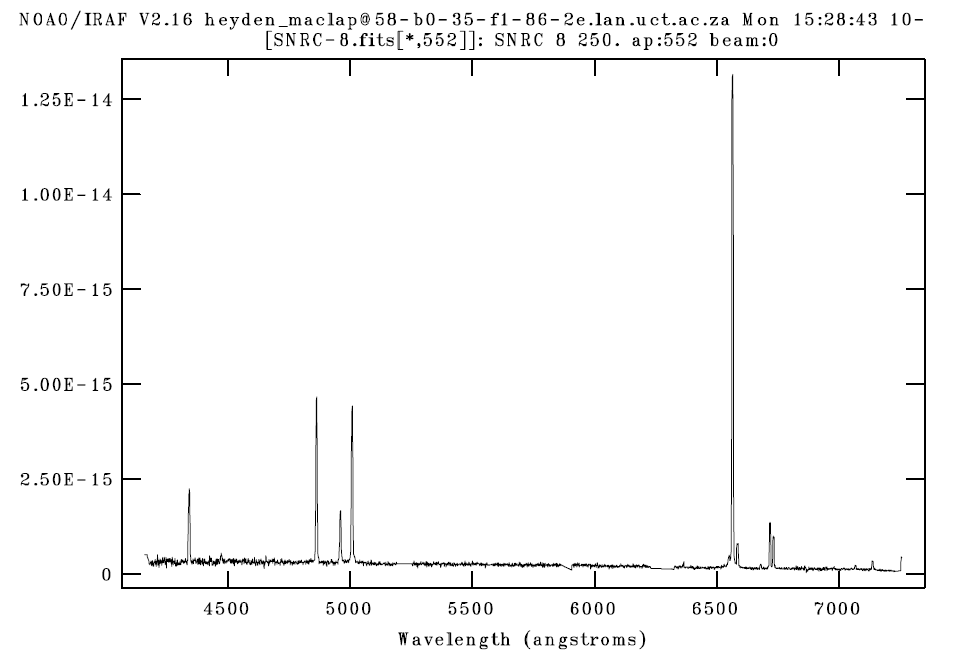 NOAO/IRAF V2.16 heyden_maclap@58-b0-35-f1-86-2e.lan.uct.ac.za Mon 15:28:43 10-
[SNRC-8.fits[*,552]]: SNRC 8 250. ap:552 beam:0
1.25E-14
1.00E-14
7.50E-15
5.00E-15
2.50E-15
0
4500 5000 5500 6000 6500 7000
Wavelength (angstroms)